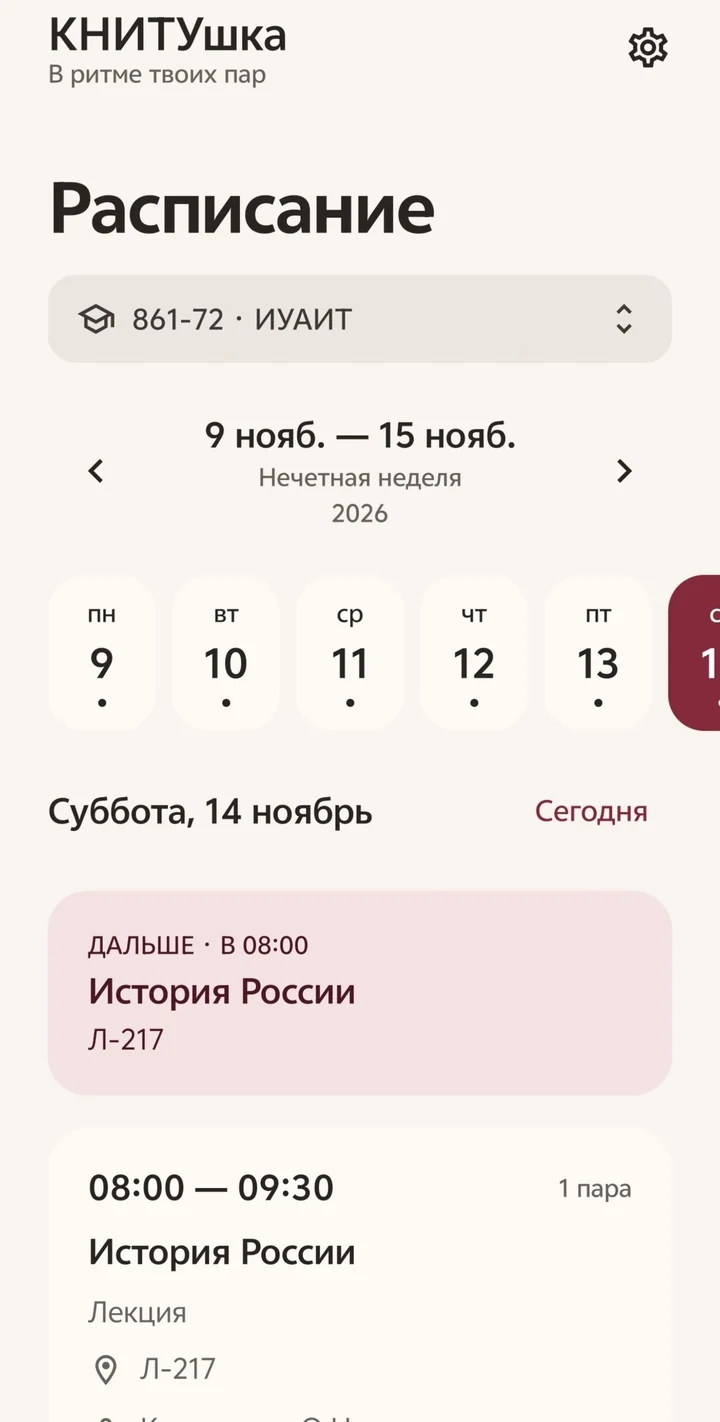 КНИТУшка
В ритме твоих пар
Расписание
861-72 · ИУАИТ
9 нояб. — 15 нояб.
Нечетная неделя
2026
пн вт ср чт пт
9 10 11 12 13
Суббота, 14 ноябрь Сегодня
ДАЛЬШЕ · В 08:00
История России
Л-217
08:00 — 09:30 1 пара
История России
Лекция
Л-217